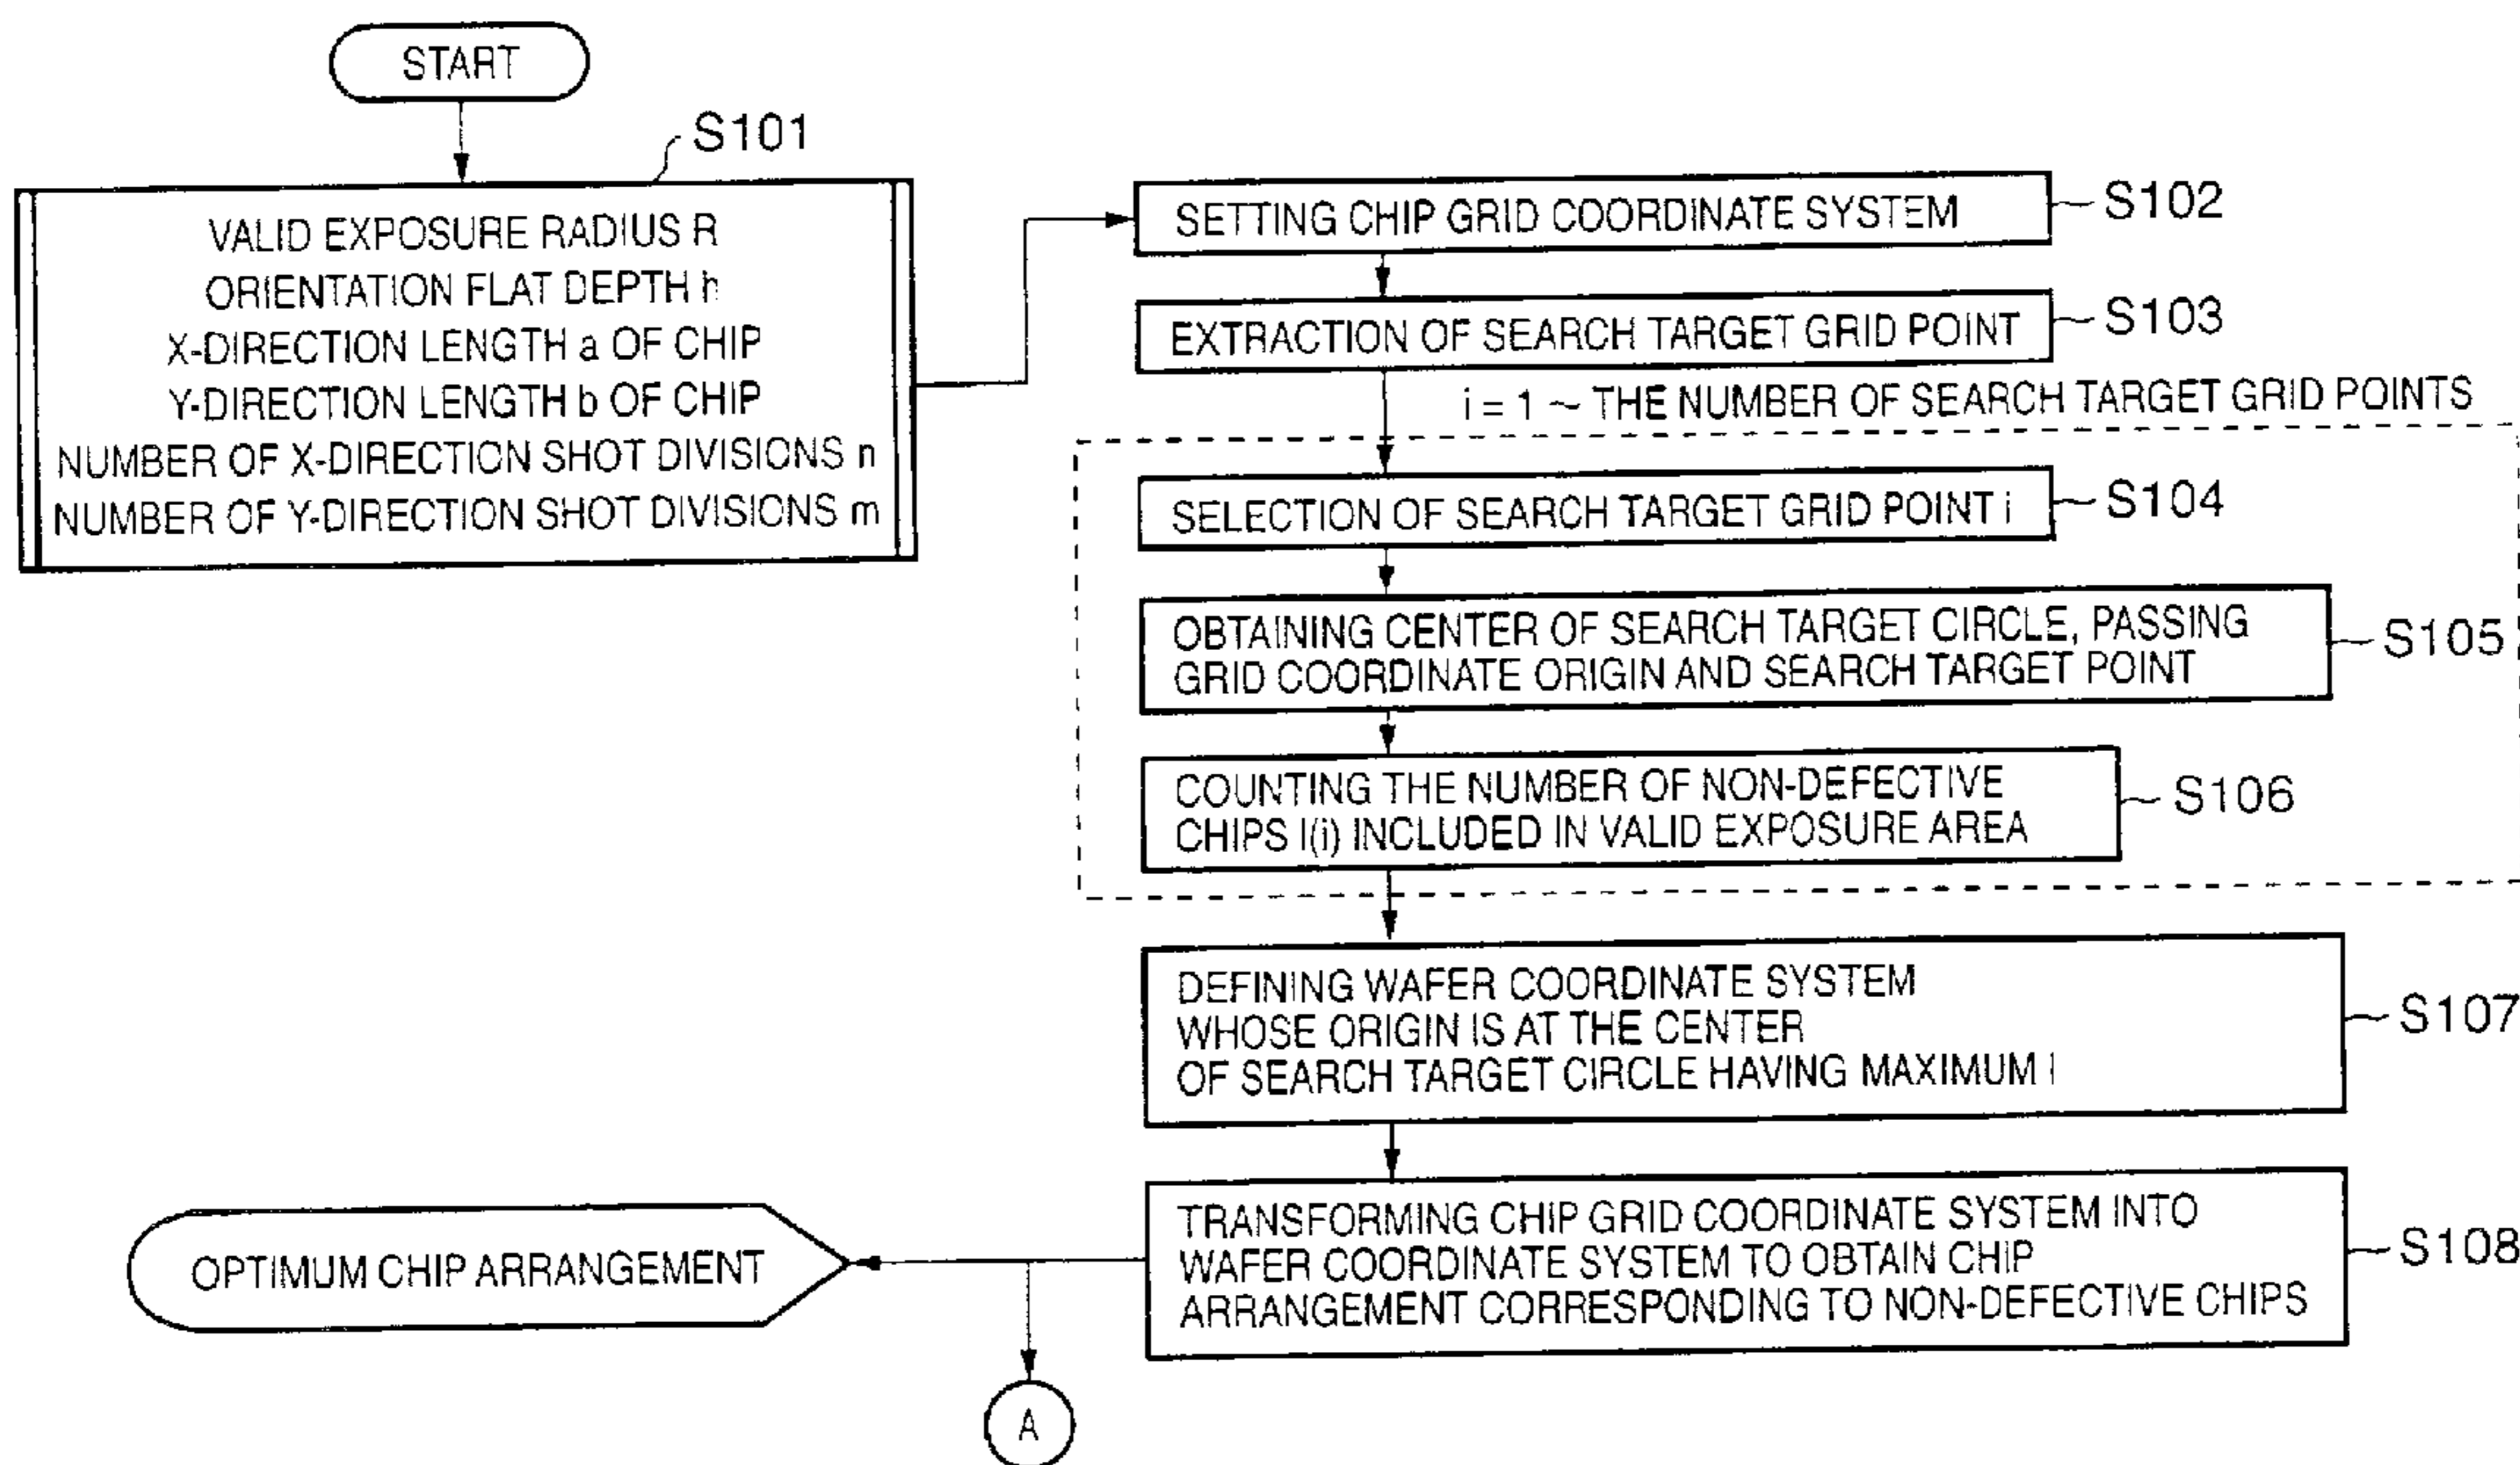 START
S101
VALID EXPOSURE RADIUS R
ORIENTATION FLAT DEPTH h
X-DIRECTION LENGTH a OF CHIP
Y-DIRECTION LENGTH b OF CHIP
NUMBER OF X-DIRECTION SHOT DIVISIONS n
NUMBER OF Y-DIRECTION SHOT DIVISIONS m
SETTING CHIP GRID COORDINATE SYSTEM
S102
EXTRACTION OF SEARCH TARGET GRID POINT
S103
i = 1 ~ THE NUMBER OF SEARCH TARGET GRID POINTS
SELECTION OF SEARCH TARGET GRID POINT i
S104
OBTAINING CENTER OF SEARCH TARGET CIRCLE, PASSING
GRID COORDINATE ORIGIN AND SEARCH TARGET POINT
S105
COUNTING THE NUMBER OF NON-DEFECTIVE
CHIPS I(i) INCLUDED IN VALID EXPOSURE AREA
S106
DEFINING WAFER COORDINATE SYSTEM
WHOSE ORIGIN IS AT THE CENTER
OF SEARCH TARGET CIRCLE HAVING MAXIMUM I
S107
TRANSFORMING CHIP GRID COORDINATE SYSTEM INTO
WAFER COORDINATE SYSTEM TO OBTAIN CHIP
ARRANGEMENT CORRESPONDING TO NON-DEFECTIVE CHIPS
S108
OPTIMUM CHIP ARRANGEMENT
A